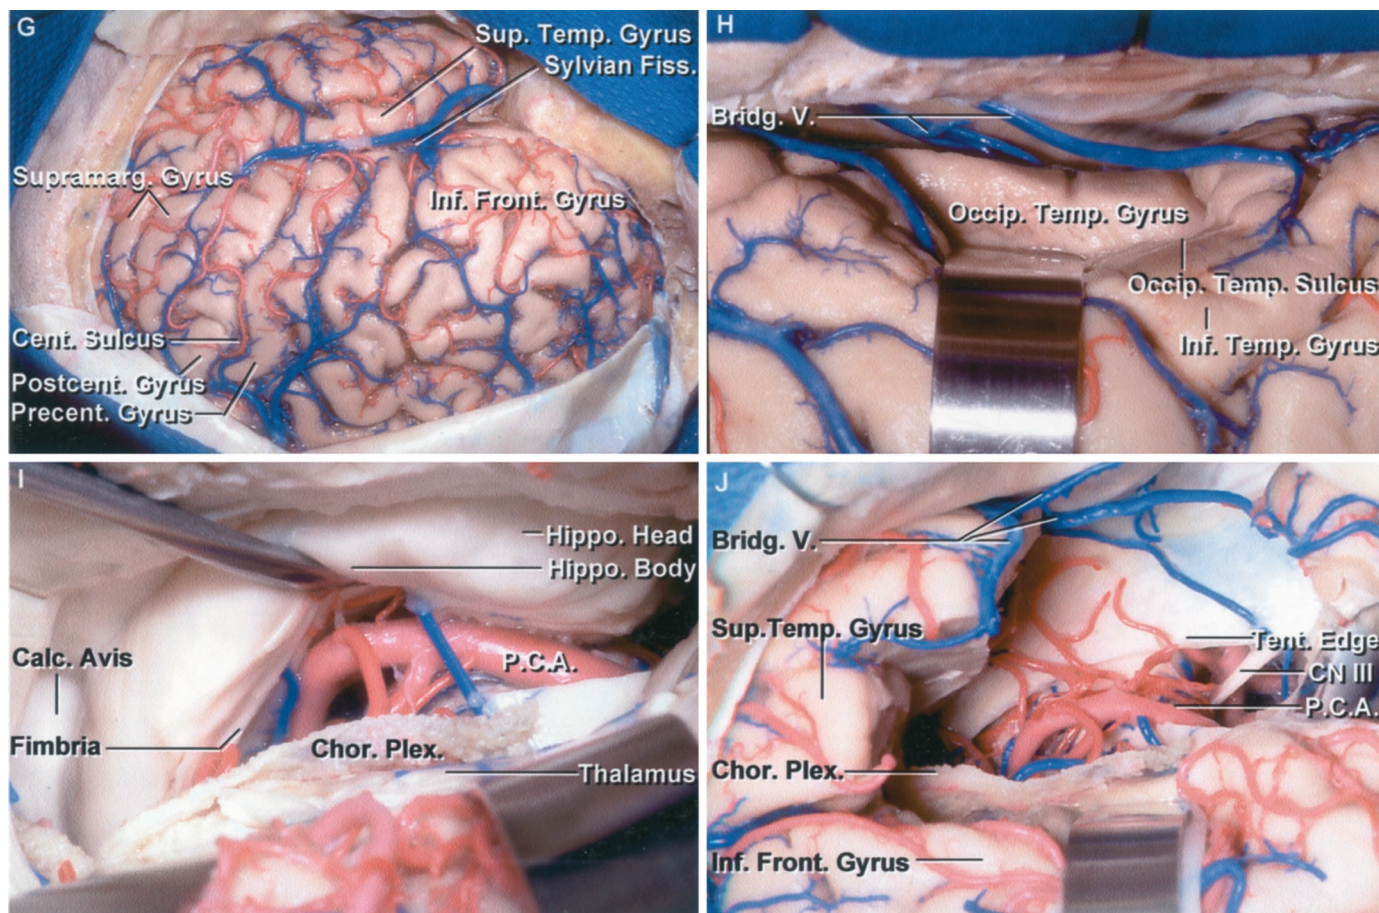 G
Sup. Temp. Gyrus
Sylvian Fiss.
Supramarg. Gyrus
Inf. Front. Gyrus
Cent. Sulcus
Postcent. Gyrus
Precent. Gyrus
H
Bridg. V.
Occip. Temp. Gyrus
Occip. Temp. Sulcus
Inf. Temp. Gyrus
I
Hippo. Head
Hippo. Body
Calc. Avis
P.C.A.
Fimbria
Chor. Plex.
Thalamus
J
Bridg. V.
Sup.Temp. Gyrus
Tent. Edge
CN III
P.C.A.
Chor. Plex.
Inf. Front. Gyrus